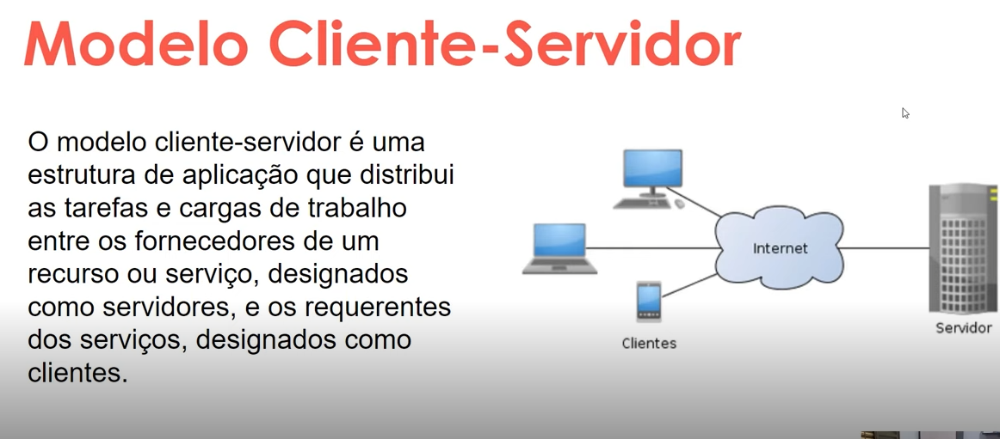 Modelo Cliente-Servidor
O modelo cliente-servidor é uma
estrutura de aplicação que distribui
as tarefas e cargas de trabalho
entre os fornecedores de um
recurso ou serviço, designados
como servidores, e os requerentes
dos serviços, designados como
clientes.
Internet
Clientes
Servidor